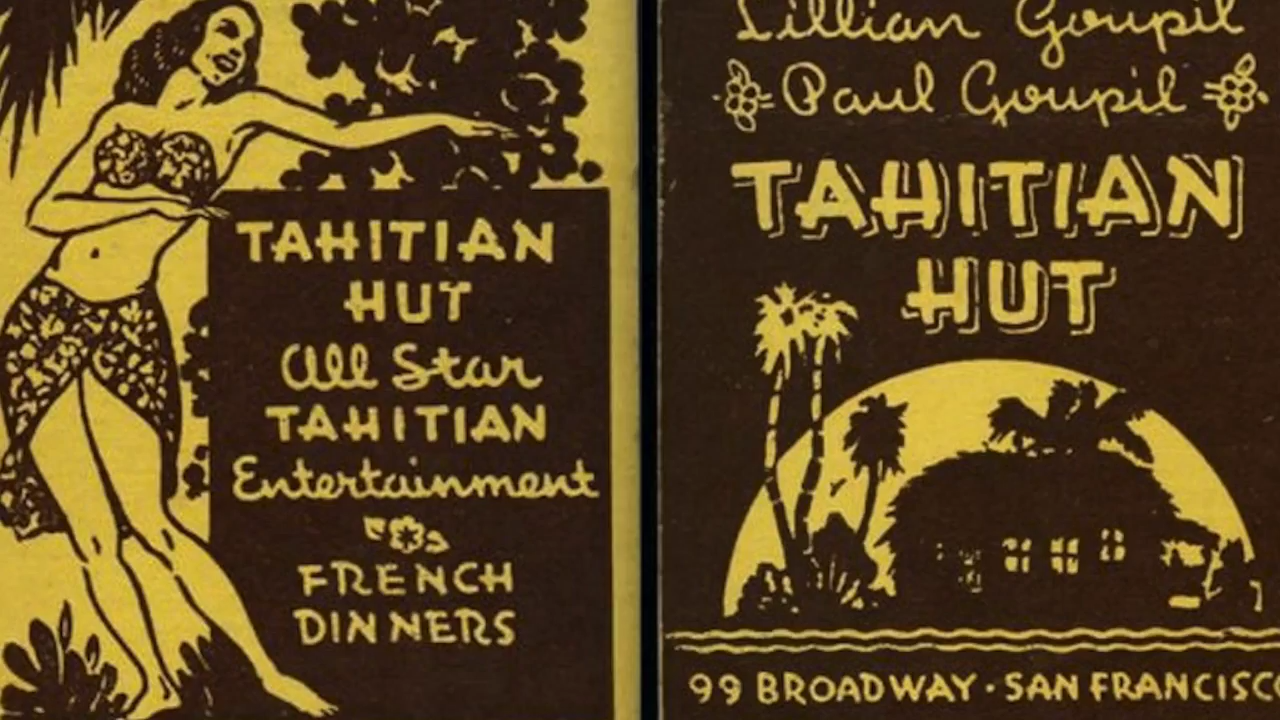 TAHITIAN
HUT
All Star
TAHITIAN
Entertainment
FRENCH
DINNERS
Lillian Goupil
Paul Goupil
TAHITIAN
HUT
99 BROADWAY · SAN FRANCISCO